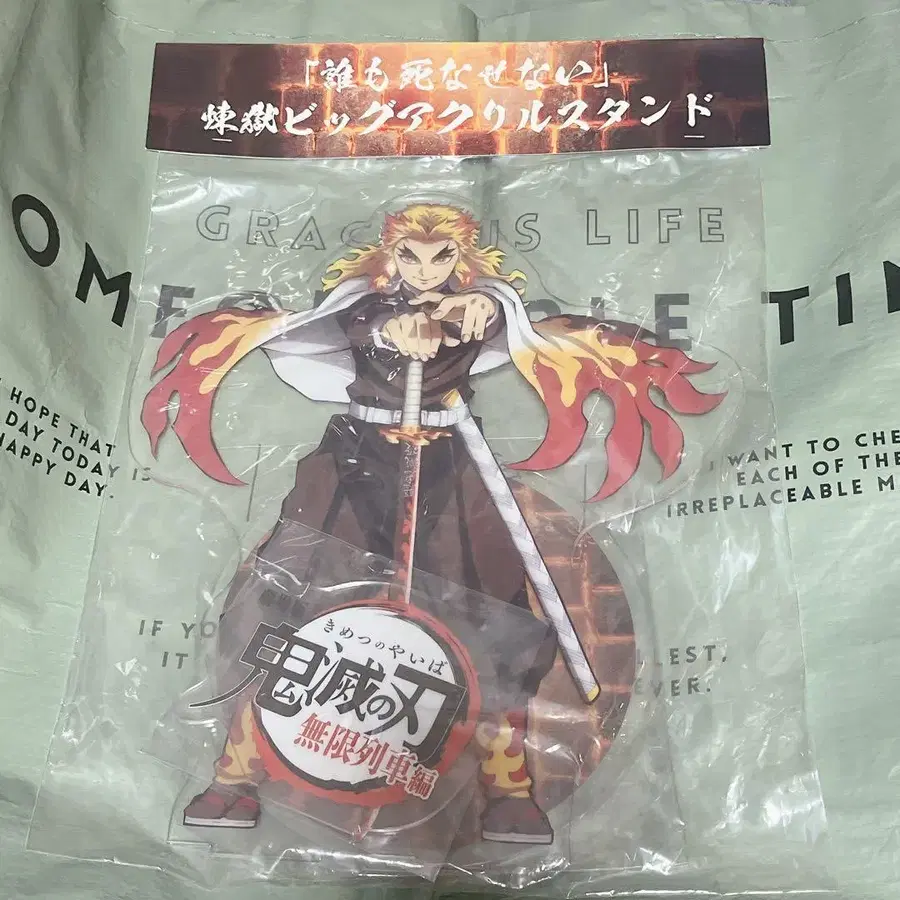 「誰も死なせない」
煉獄ビッグアクリルスタンド
GRAC IS LIFE
OME TIM
HOPE THAT
DAY TODAY IS
HAPPY DAY.
I WANT TO CHE
EACH OF THE
IRREPLACEABLE M
IF YO
IT
LEST,
EVER.
きめつのやいば
鬼滅の刃
無限列車編